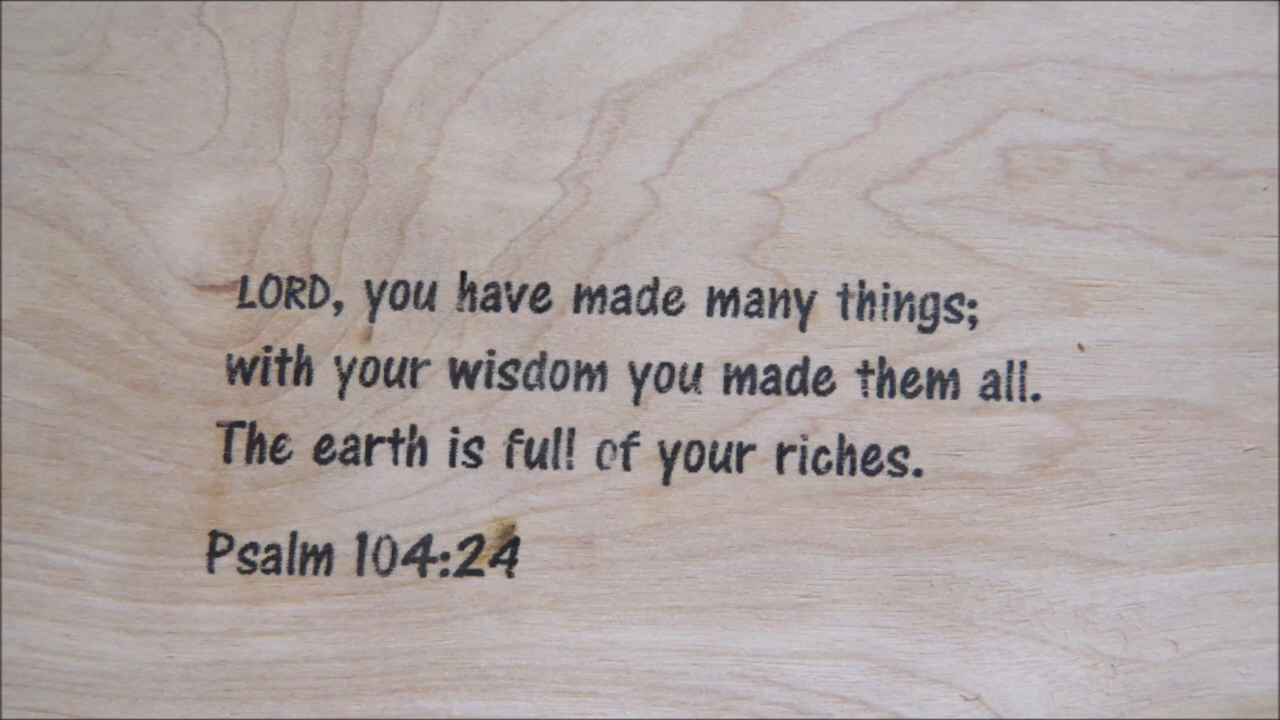 LORD, you have made many things;
with your wisdom you made them all.
The earth is full of your riches.
Psalm 104:24